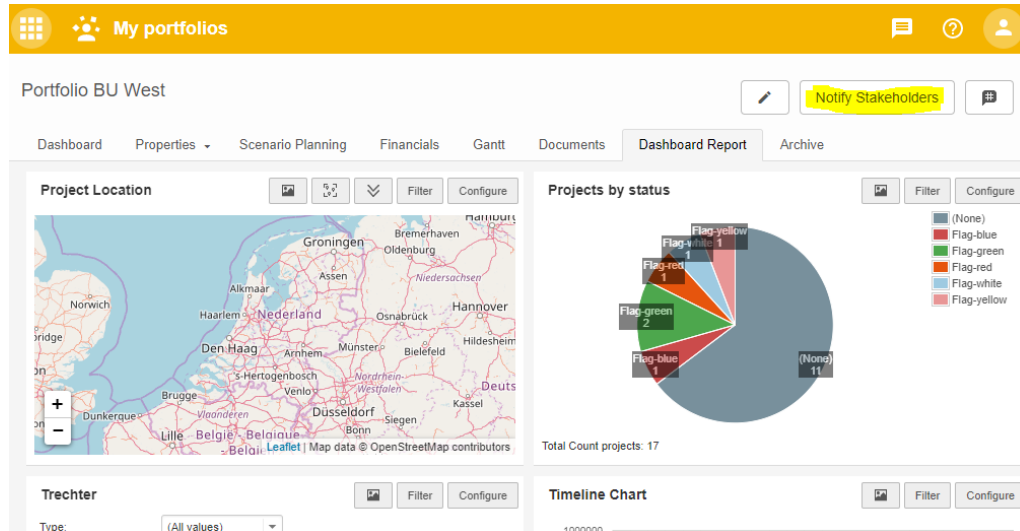 My portfolios
Portfolio BU West
Notify Stakeholders
Dashboard Properties Scenario Planning Financials Gantt Documents Dashboard Report Archive
Project Location
Filter Configure
Hamburg
Groningen
Bremerhaven
Oldenburg
Assen
Niedersachsen
Alkmaar
Norwich
Haarlem
Nederland
Osnabrück
Hannover
Den Haag
Arnhem
Münster
Bielefeld
Hildesheim
bridge
's-Hertogenbosch
Nordrhein-
Westfalen
Venlo
Deuts
Brugge
Kassel
Dunkerque
Vlaanderen
Düsseldorf
Siegen
Lille
België - Belgique
Bonn
- Belgi
+
−
Leaflet | Map data © OpenStreetMap contributors
Projects by status
Filter Configure
Flag-yellow
1
Flag-white
1
Flag-red
1
Flag-green
2
Flag-blue
1
(None)
11
(None)
Flag-blue
Flag-green
Flag-red
Flag-white
Flag-yellow
Total Count projects: 17
Trechter
Filter Configure
Type: (All values)
Timeline Chart
Filter Configure
1000000